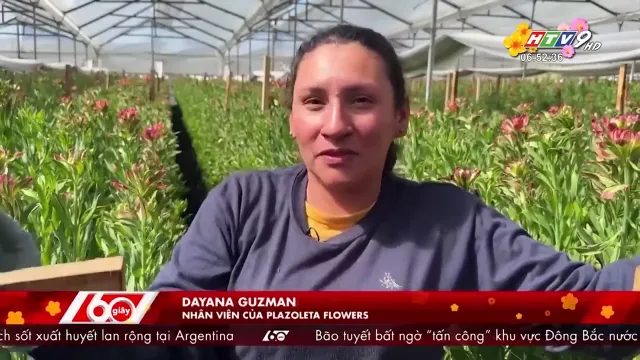 HTV9 HD
06:52:36
DAYANA GUZMAN
NHÂN VIÊN CỦA PLAZOLETA FLOWERS
60 giây
ch sốt xuất huyết lan rộng tại Argentina
Bão tuyết bất ngờ "tấn công" khu vực Đông Bắc nước